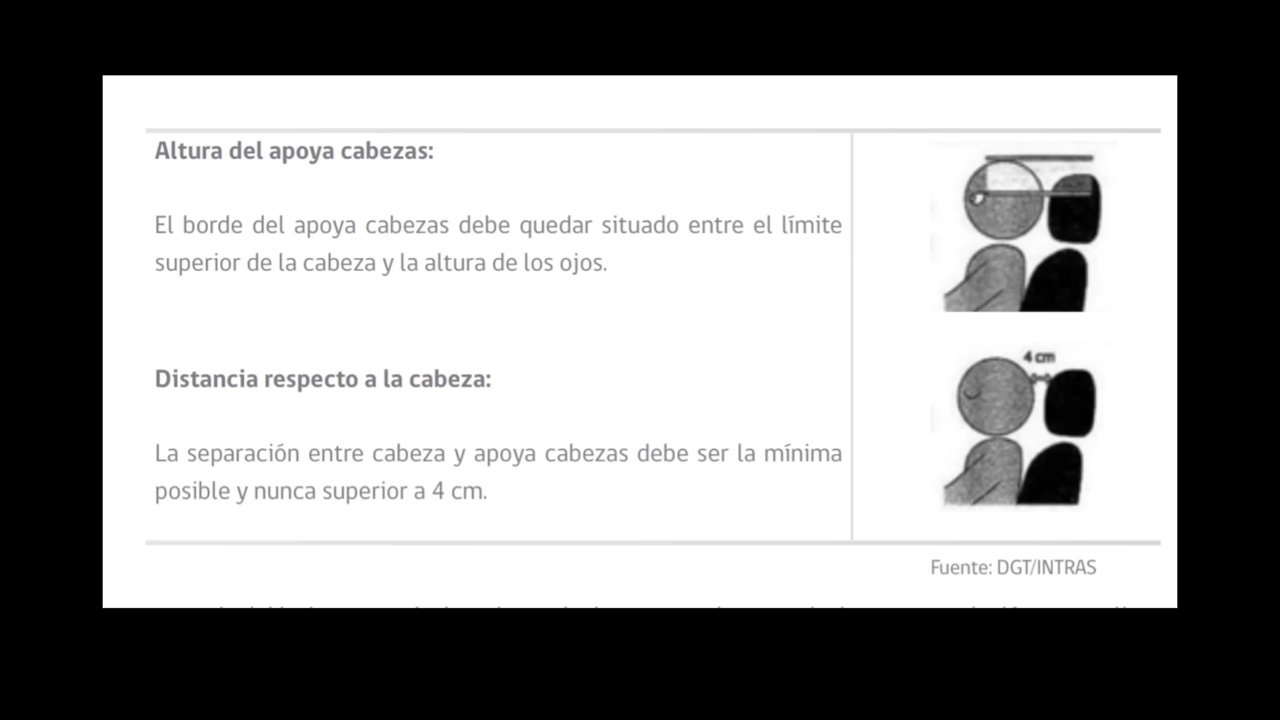 Altura del apoya cabezas:
El borde del apoya cabezas debe quedar situado entre el límite
superior de la cabeza y la altura de los ojos.
4 cm
Distancia respecto a la cabeza:
La separación entre cabeza y apoya cabezas debe ser la mínima
posible y nunca superior a 4 cm.
Fuente: DGT/INTRAS